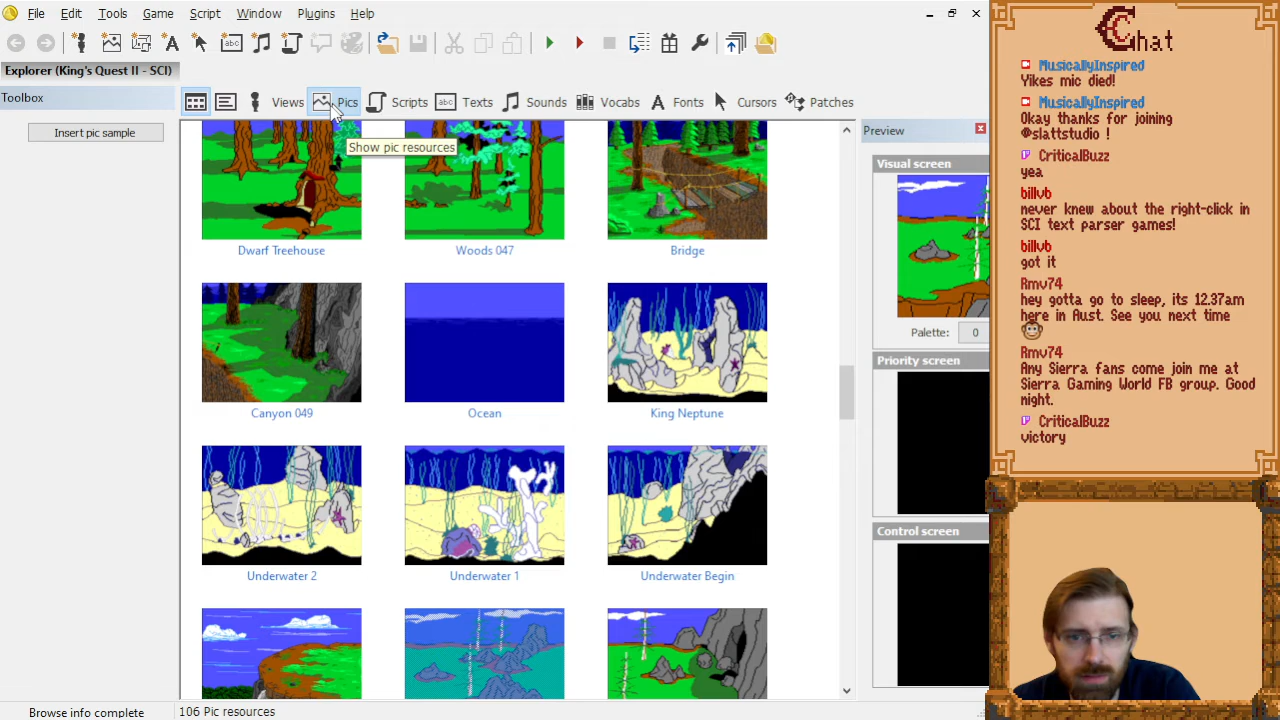 File Edit Tools Game Script Window Plugins Help
Explorer (King's Quest II - SCI)
Toolbox
Insert pic sample
Views Pics Scripts Texts Sounds Vocabs Fonts Cursors Patches
Show pic resources
Dwarf Treehouse Woods 047 Bridge
Canyon 049 Ocean King Neptune
Underwater 2 Underwater 1 Underwater Begin
Preview
Visual screen
Palette: 0
Priority screen
Control screen
Browse info complete 106 Pic resources
Chat
MusicallyInspired
Yikes mic died!
MusicallyInspired
Okay thanks for joining
@slattstudio !
CriticalBuzz
yea
billvb
never knew about the right-click in
SCI text parser games!
billvb
got it
Rmv74
hey gotta go to sleep, its 12.37am
here in Aust. See you next time
Rmv74
Any Sierra fans come join me at
Sierra Gaming World FB group. Good
night.
CriticalBuzz
victory